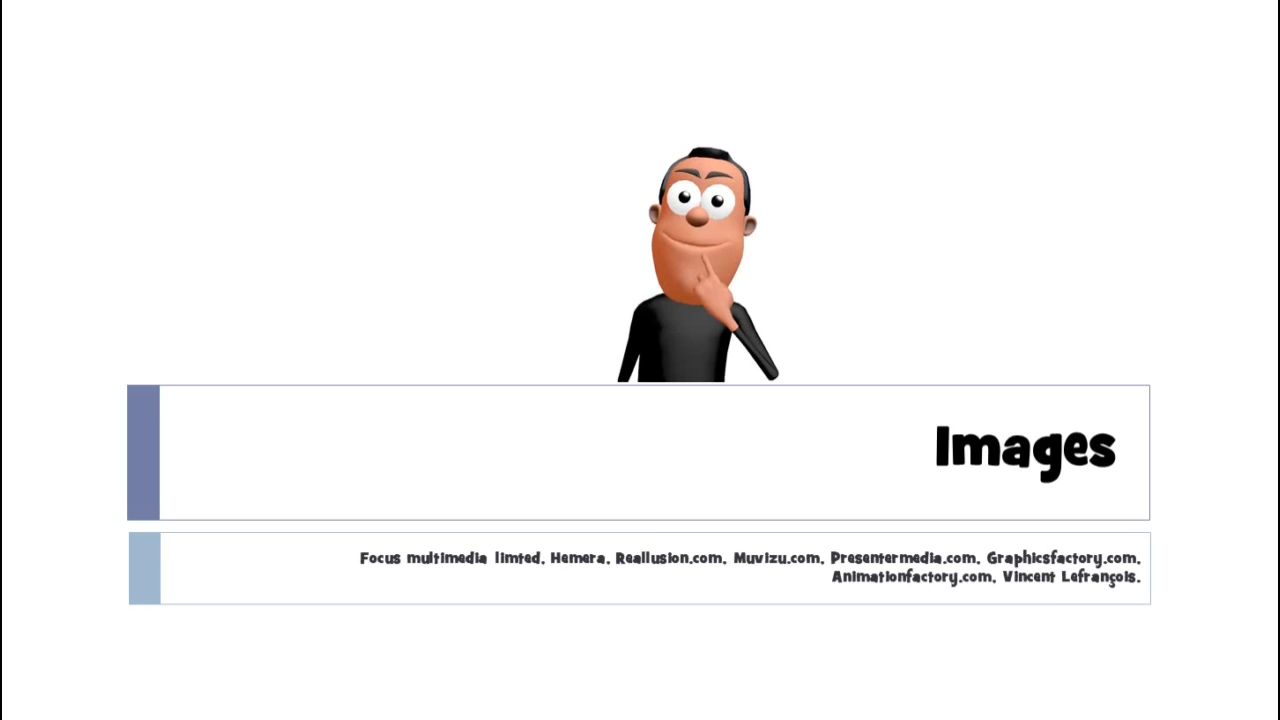 Images
Focus multimedia limted, Hemera, Reallusion.com, Muvizu.com, Presentermedia.com, Graphicsfactory.com,
Animationfactory.com, Vincent Lefrançois.